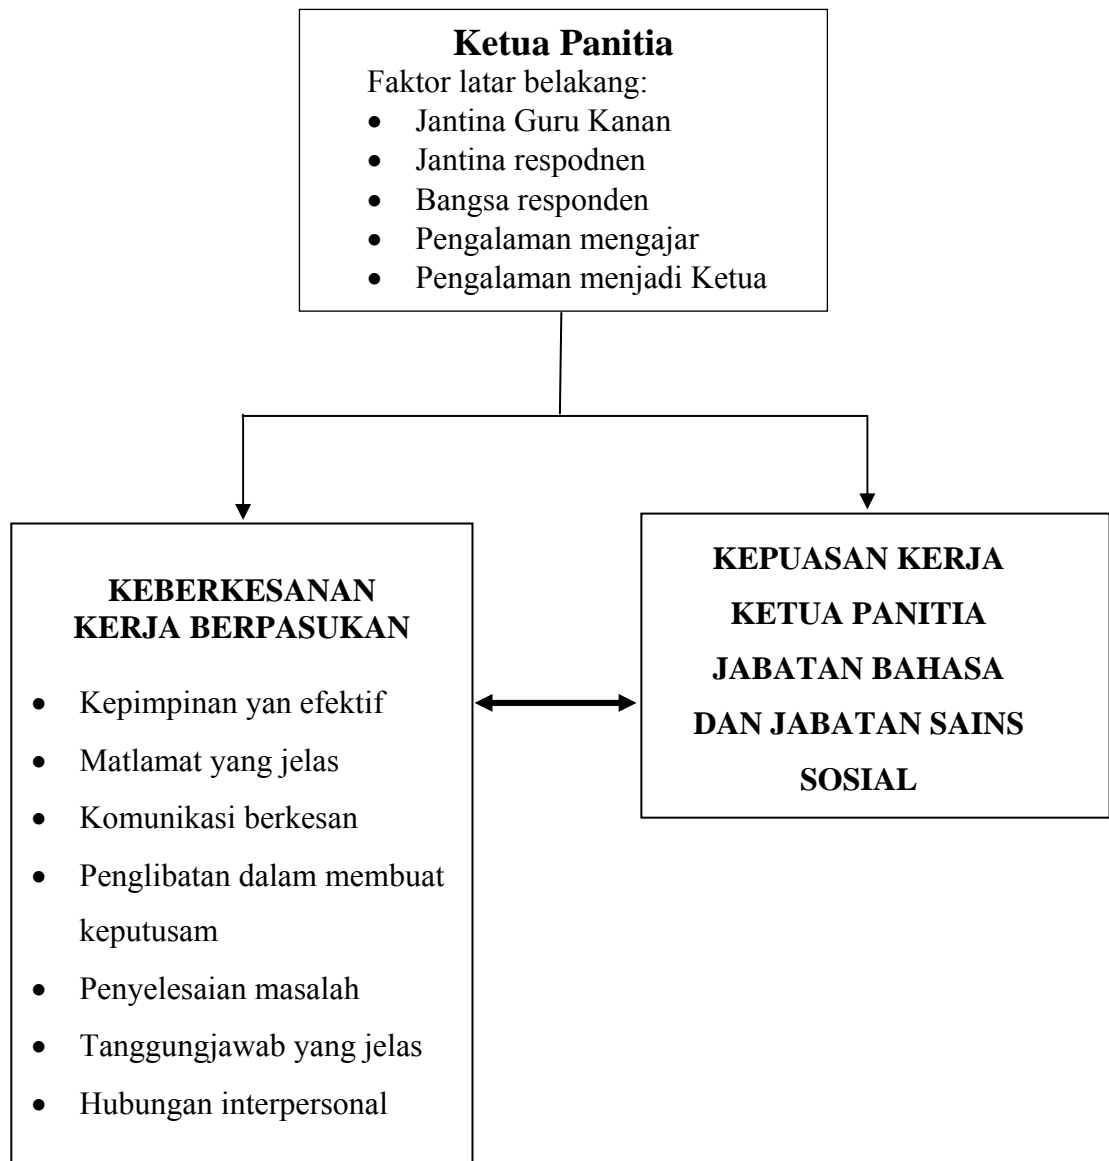 Ketua Panitia
Faktor latar belakang:
• Jantina Guru Kanan
• Jantina respodnen
• Bangsa responden
• Pengalaman mengajar
• Pengalaman menjadi Ketua
KEBERKESANAN
KERJA BERPASUKAN
• Kepimpinan yan efektif
• Matlamat yang jelas
• Komunikasi berkesan
• Penglibatan dalam membuat
keputusam
• Penyelesaian masalah
• Tanggungjawab yang jelas
• Hubungan interpersonal
KEPUASAN KERJA
KETUA PANITIA
JABATAN BAHASA
DAN JABATAN SAINS
SOSIAL